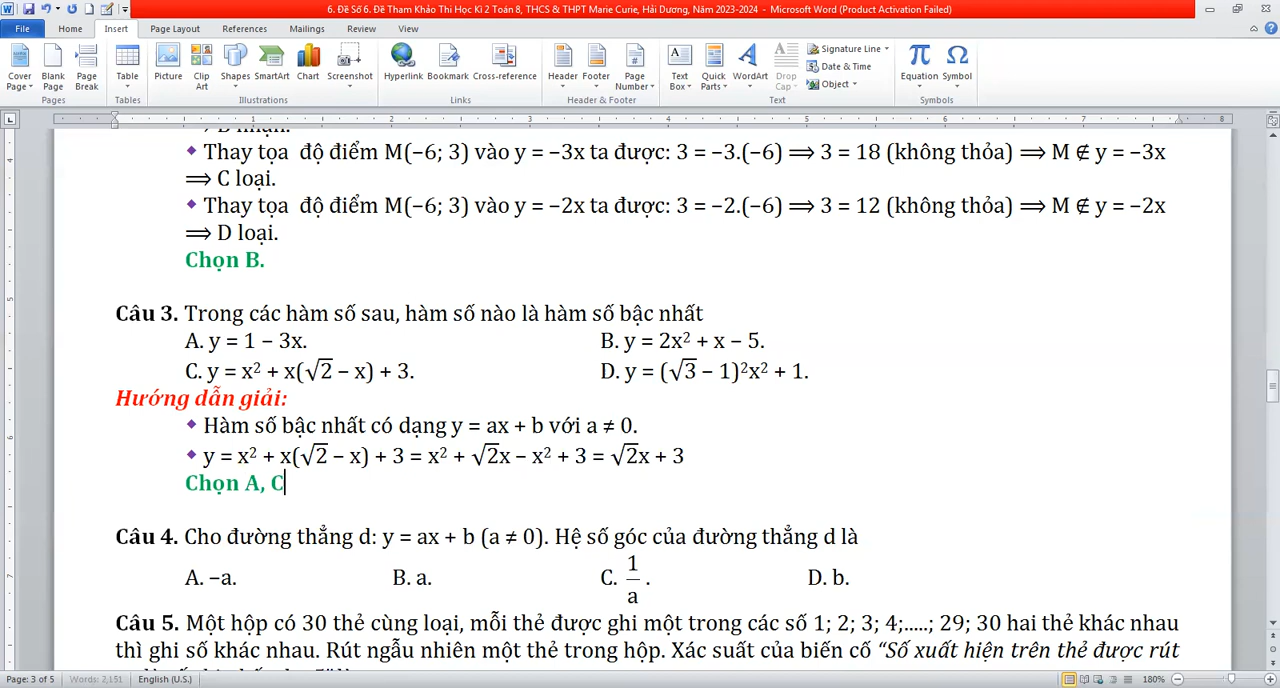 6. Đề Số 6. Đề Tham Khảo Thi Học Kì 2 Toán 8, THCS & THPT Marie Curie, Hải Dương, Năm 2023-2024 - Microsoft Word (Product Activation Failed)
File Home Insert Page Layout References Mailings Review View
Cover Page Blank Page Page Break Table Picture Clip Art Shapes SmartArt Chart Screenshot Hyperlink Bookmark Cross-reference Header Footer Page Number Text Box Quick Parts WordArt Drop Cap Signature Line Date & Time Object Equation Symbol
Pages Tables Illustrations Links Header & Footer Text Symbols
◆ Thay tọa độ điểm M(−6; 3) vào y = −3x ta được: 3 = −3.(−6) ⟹ 3 = 18 (không thỏa) ⟹ M ∉ y = −3x
⟹ C loại.
◆ Thay tọa độ điểm M(−6; 3) vào y = −2x ta được: 3 = −2.(−6) ⟹ 3 = 12 (không thỏa) ⟹ M ∉ y = −2x
⟹ D loại.
Chọn B.
Câu 3. Trong các hàm số sau, hàm số nào là hàm số bậc nhất
A. y = 1 − 3x. B. y = 2x² + x − 5.
C. y = x² + x(√2 − x) + 3. D. y = (√3 − 1)²x² + 1.
Hướng dẫn giải:
◆ Hàm số bậc nhất có dạng y = ax + b với a ≠ 0.
◆ y = x² + x(√2 − x) + 3 = x² + √2x − x² + 3 = √2x + 3
Chọn A, C
Câu 4. Cho đường thẳng d: y = ax + b (a ≠ 0). Hệ số góc của đường thẳng d là
A. −a. B. a. C. 1/a . D. b.
Câu 5. Một hộp có 30 thẻ cùng loại, mỗi thẻ được ghi một trong các số 1; 2; 3; 4;.....; 29; 30 hai thẻ khác nhau
thì ghi số khác nhau. Rút ngẫu nhiên một thẻ trong hộp. Xác suất của biến cố "Số xuất hiện trên thẻ được rút
Page: 3 of 5 Words: 2,151 English (U.S.) 180%